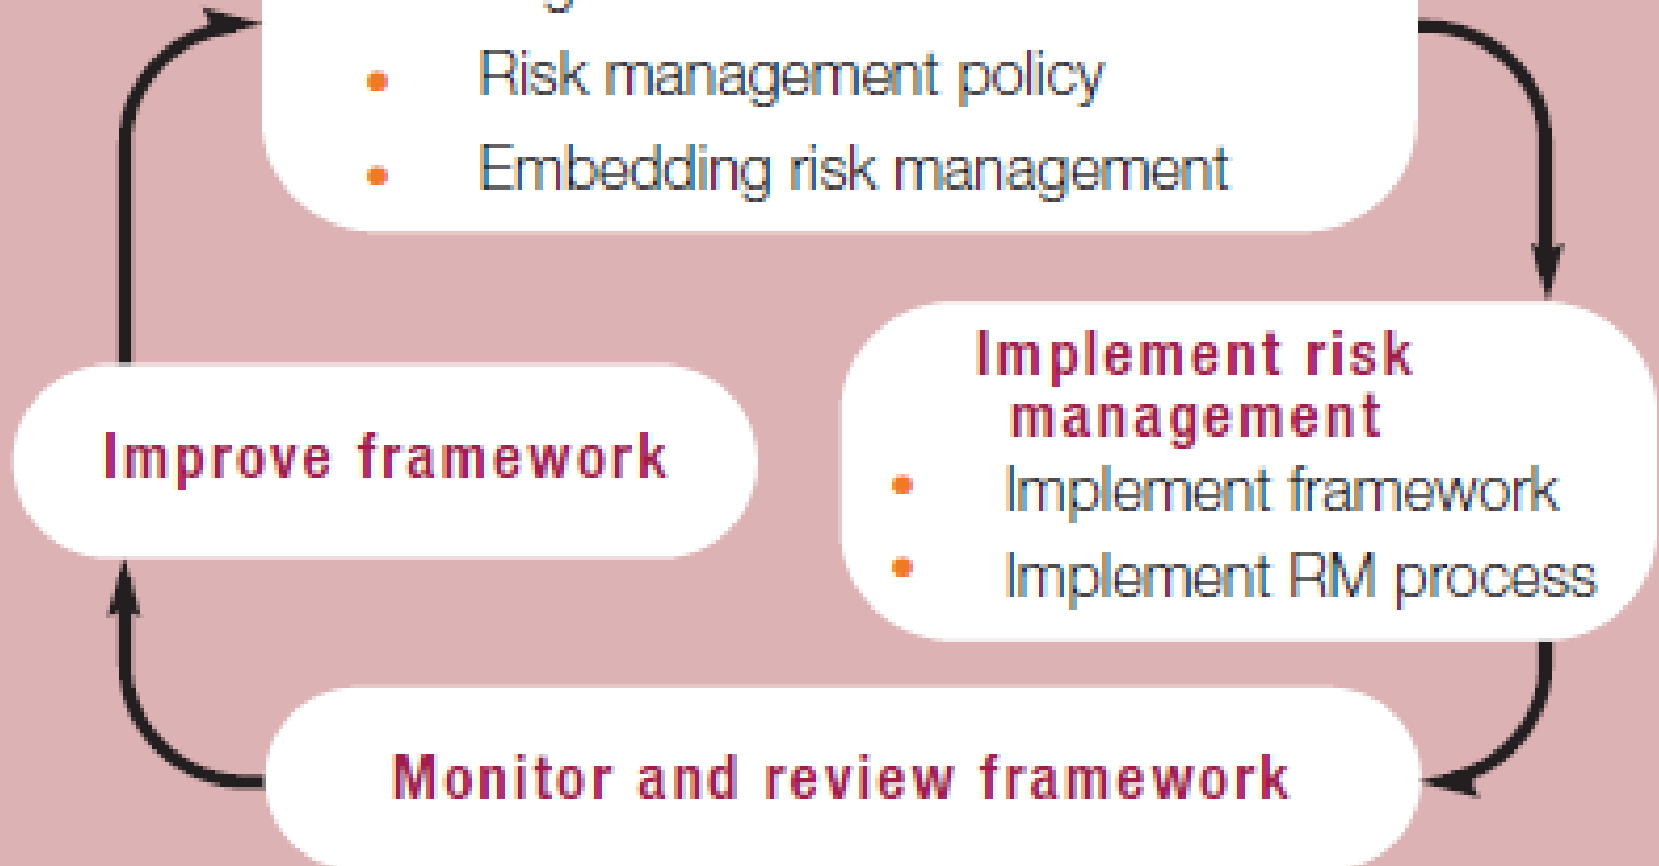 • Risk management policy
• Embedding risk management
Implement risk
management
• Implement framework
• Implement RM process
Improve framework
Monitor and review framework